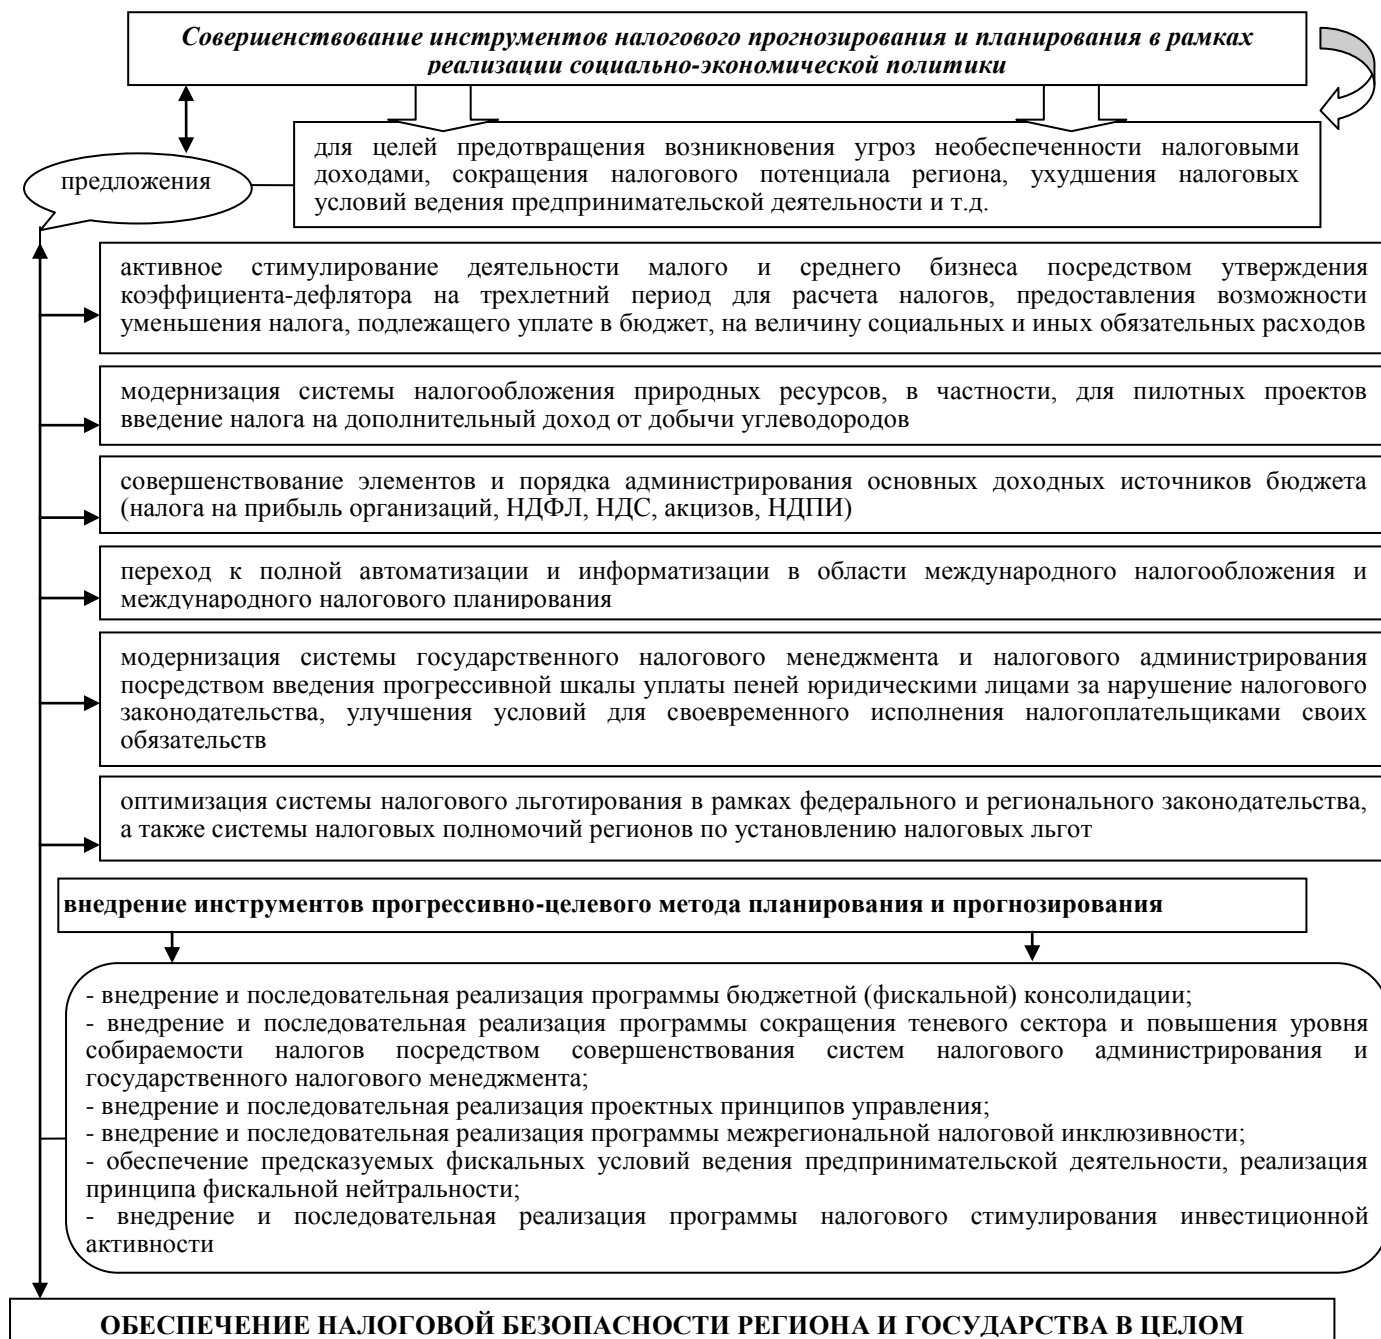 Совершенствование инструментов налогового прогнозирования и планирования в рамках
реализации социально-экономической политики
для целей предотвращения возникновения угроз необеспеченности налоговыми
доходами, сокращения налогового потенциала региона, ухудшения налоговых
условий ведения предпринимательской деятельности и т.д.
предложения
активное стимулирование деятельности малого и среднего бизнеса посредством утверждения
коэффициента-дефлятора на трехлетний период для расчета налогов, предоставления возможности
уменьшения налога, подлежащего уплате в бюджет, на величину социальных и иных обязательных расходов
модернизация системы налогообложения природных ресурсов, в частности, для пилотных проектов
введение налога на дополнительный доход от добычи углеводородов
совершенствование элементов и порядка администрирования основных доходных источников бюджета
(налога на прибыль организаций, НДФЛ, НДС, акцизов, НДПИ)
переход к полной автоматизации и информатизации в области международного налогообложения и
международного налогового планирования
модернизация системы государственного налогового менеджмента и налогового администрирования
посредством введения прогрессивной шкалы уплаты пеней юридическими лицами за нарушение налогового
законодательства, улучшения условий для своевременного исполнения налогоплательщиками своих
обязательств
оптимизация системы налогового льготирования в рамках федерального и регионального законодательства,
а также системы налоговых полномочий регионов по установлению налоговых льгот
внедрение инструментов прогрессивно-целевого метода планирования и прогнозирования
- внедрение и последовательная реализация программы бюджетной (фискальной) консолидации;
- внедрение и последовательная реализация программы сокращения теневого сектора и повышения уровня
собираемости налогов посредством совершенствования систем налогового администрирования и
государственного налогового менеджмента;
- внедрение и последовательная реализация проектных принципов управления;
- внедрение и последовательная реализация программы межрегиональной налоговой инклюзивности;
- обеспечение предсказуемых фискальных условий ведения предпринимательской деятельности, реализация
принципа фискальной нейтральности;
- внедрение и последовательная реализация программы налогового стимулирования инвестиционной
активности
ОБЕСПЕЧЕНИЕ НАЛОГОВОЙ БЕЗОПАСНОСТИ РЕГИОНА И ГОСУДАРСТВА В ЦЕЛОМ